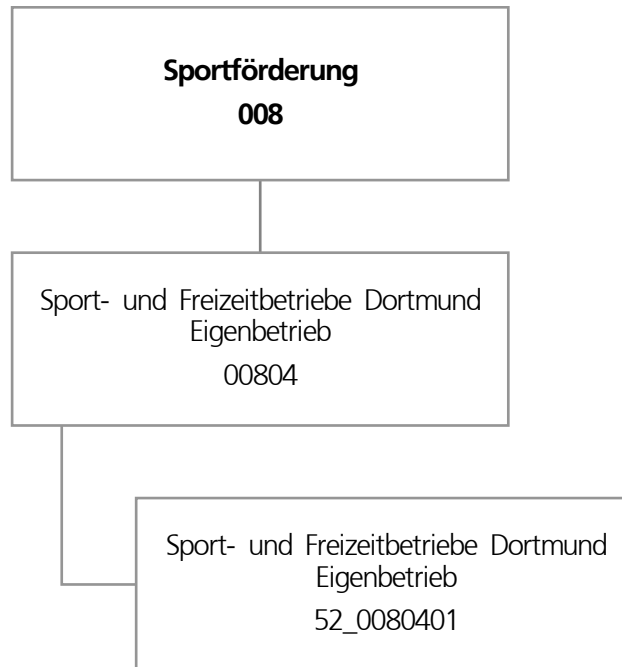 Sportförderung
008
Sport- und Freizeitbetriebe Dortmund
Eigenbetrieb
00804
Sport- und Freizeitbetriebe Dortmund
Eigenbetrieb
52_0080401